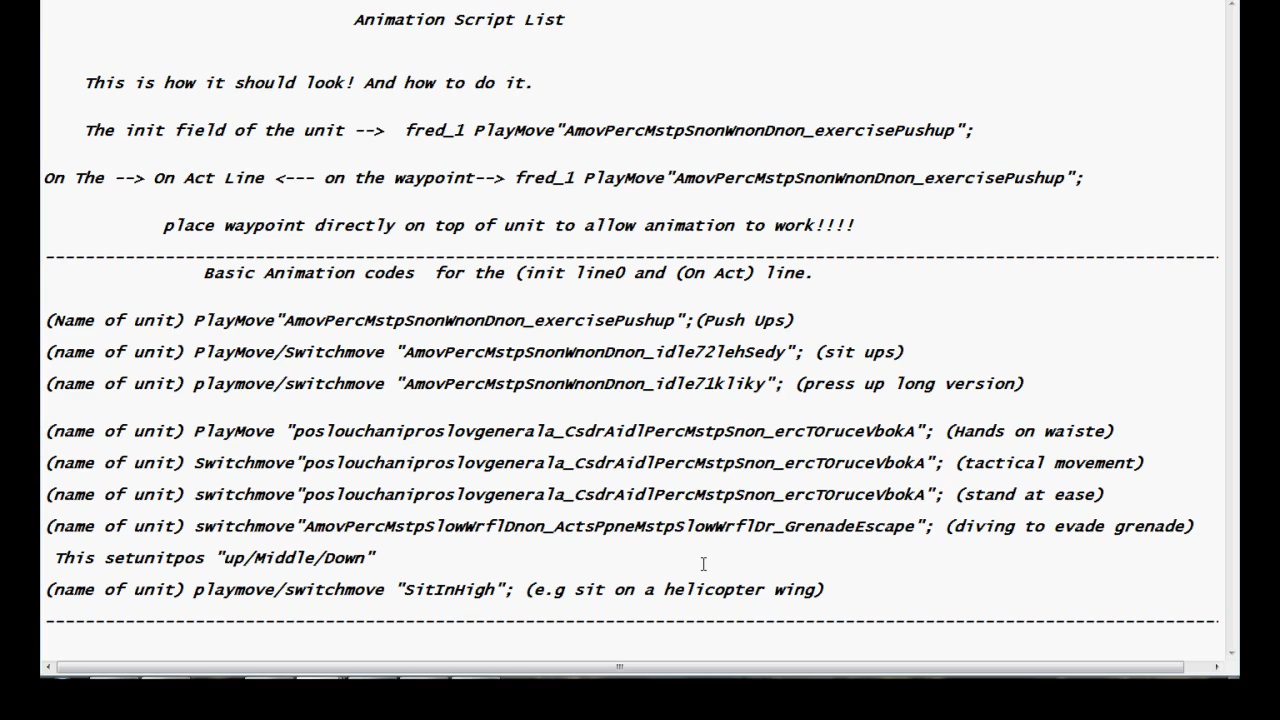 Animation Script List
This is how it should look! And how to do it.
The init field of the unit --> fred_1 PlayMove"AmovPercMstpSnonWnonDnon_exercisePushup";
On The --> On Act Line <--- on the waypoint--> fred_1 PlayMove"AmovPercMstpSnonWnonDnon_exercisePushup";
place waypoint directly on top of unit to allow animation to work!!!!
----------------------------------------------------------------------------------------------------------------------
Basic Animation codes for the (init line0 and (On Act) line.
(Name of unit) PlayMove"AmovPercMstpSnonWnonDnon_exercisePushup";(Push Ups)
(name of unit) PlayMove/Switchmove "AmovPercMstpSnonWnonDnon_idle72lehSedy"; (sit ups)
(name of unit) playmove/switchmove "AmovPercMstpSnonWnonDnon_idle71kliky"; (press up long version)
(name of unit) PlayMove "poslouchaniproslovgenerala_CsdrAidlPercMstpSnon_ercTOruceVbokA"; (Hands on waiste)
(name of unit) Switchmove"poslouchaniproslovgenerala_CsdrAidlPercMstpSnon_ercTOruceVbokA"; (tactical movement)
(name of unit) switchmove"poslouchaniproslovgenerala_CsdrAidlPercMstpSnon_ercTOruceVbokA"; (stand at ease)
(name of unit) switchmove"AmovPercMstpSlowWrflDnon_ActsPpneMstpSlowWrflDr_GrenadeEscape"; (diving to evade grenade)
This setunitpos "up/Middle/Down"
(name of unit) playmove/switchmove "SitInHigh"; (e.g sit on a helicopter wing)
----------------------------------------------------------------------------------------------------------------------